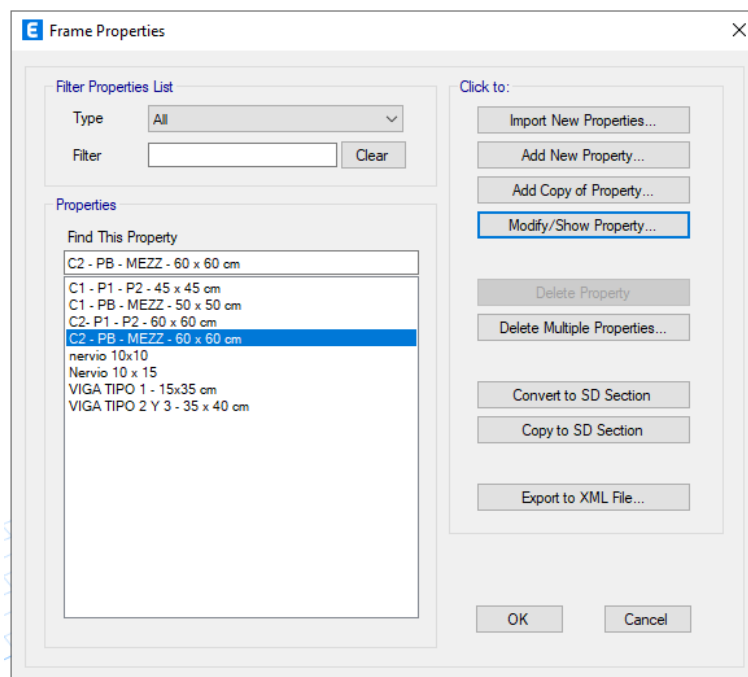 E Frame Properties
Filter Properties List
Type All
Filter Clear
Properties
Find This Property
C2 - PB - MEZZ - 60 x 60 cm
C1 - P1 - P2 - 45 x 45 cm
C1 - PB - MEZZ - 50 x 50 cm
C2- P1 - P2 - 60 x 60 cm
C2 - PB - MEZZ - 60 x 60 cm
nervio 10x10
Nervio 10 x 15
VIGA TIPO 1 - 15x35 cm
VIGA TIPO 2 Y 3 - 35 x 40 cm
Click to:
Import New Properties...
Add New Property...
Add Copy of Property...
Modify/Show Property...
Delete Property
Delete Multiple Properties...
Convert to SD Section
Copy to SD Section
Export to XML File...
OK
Cancel